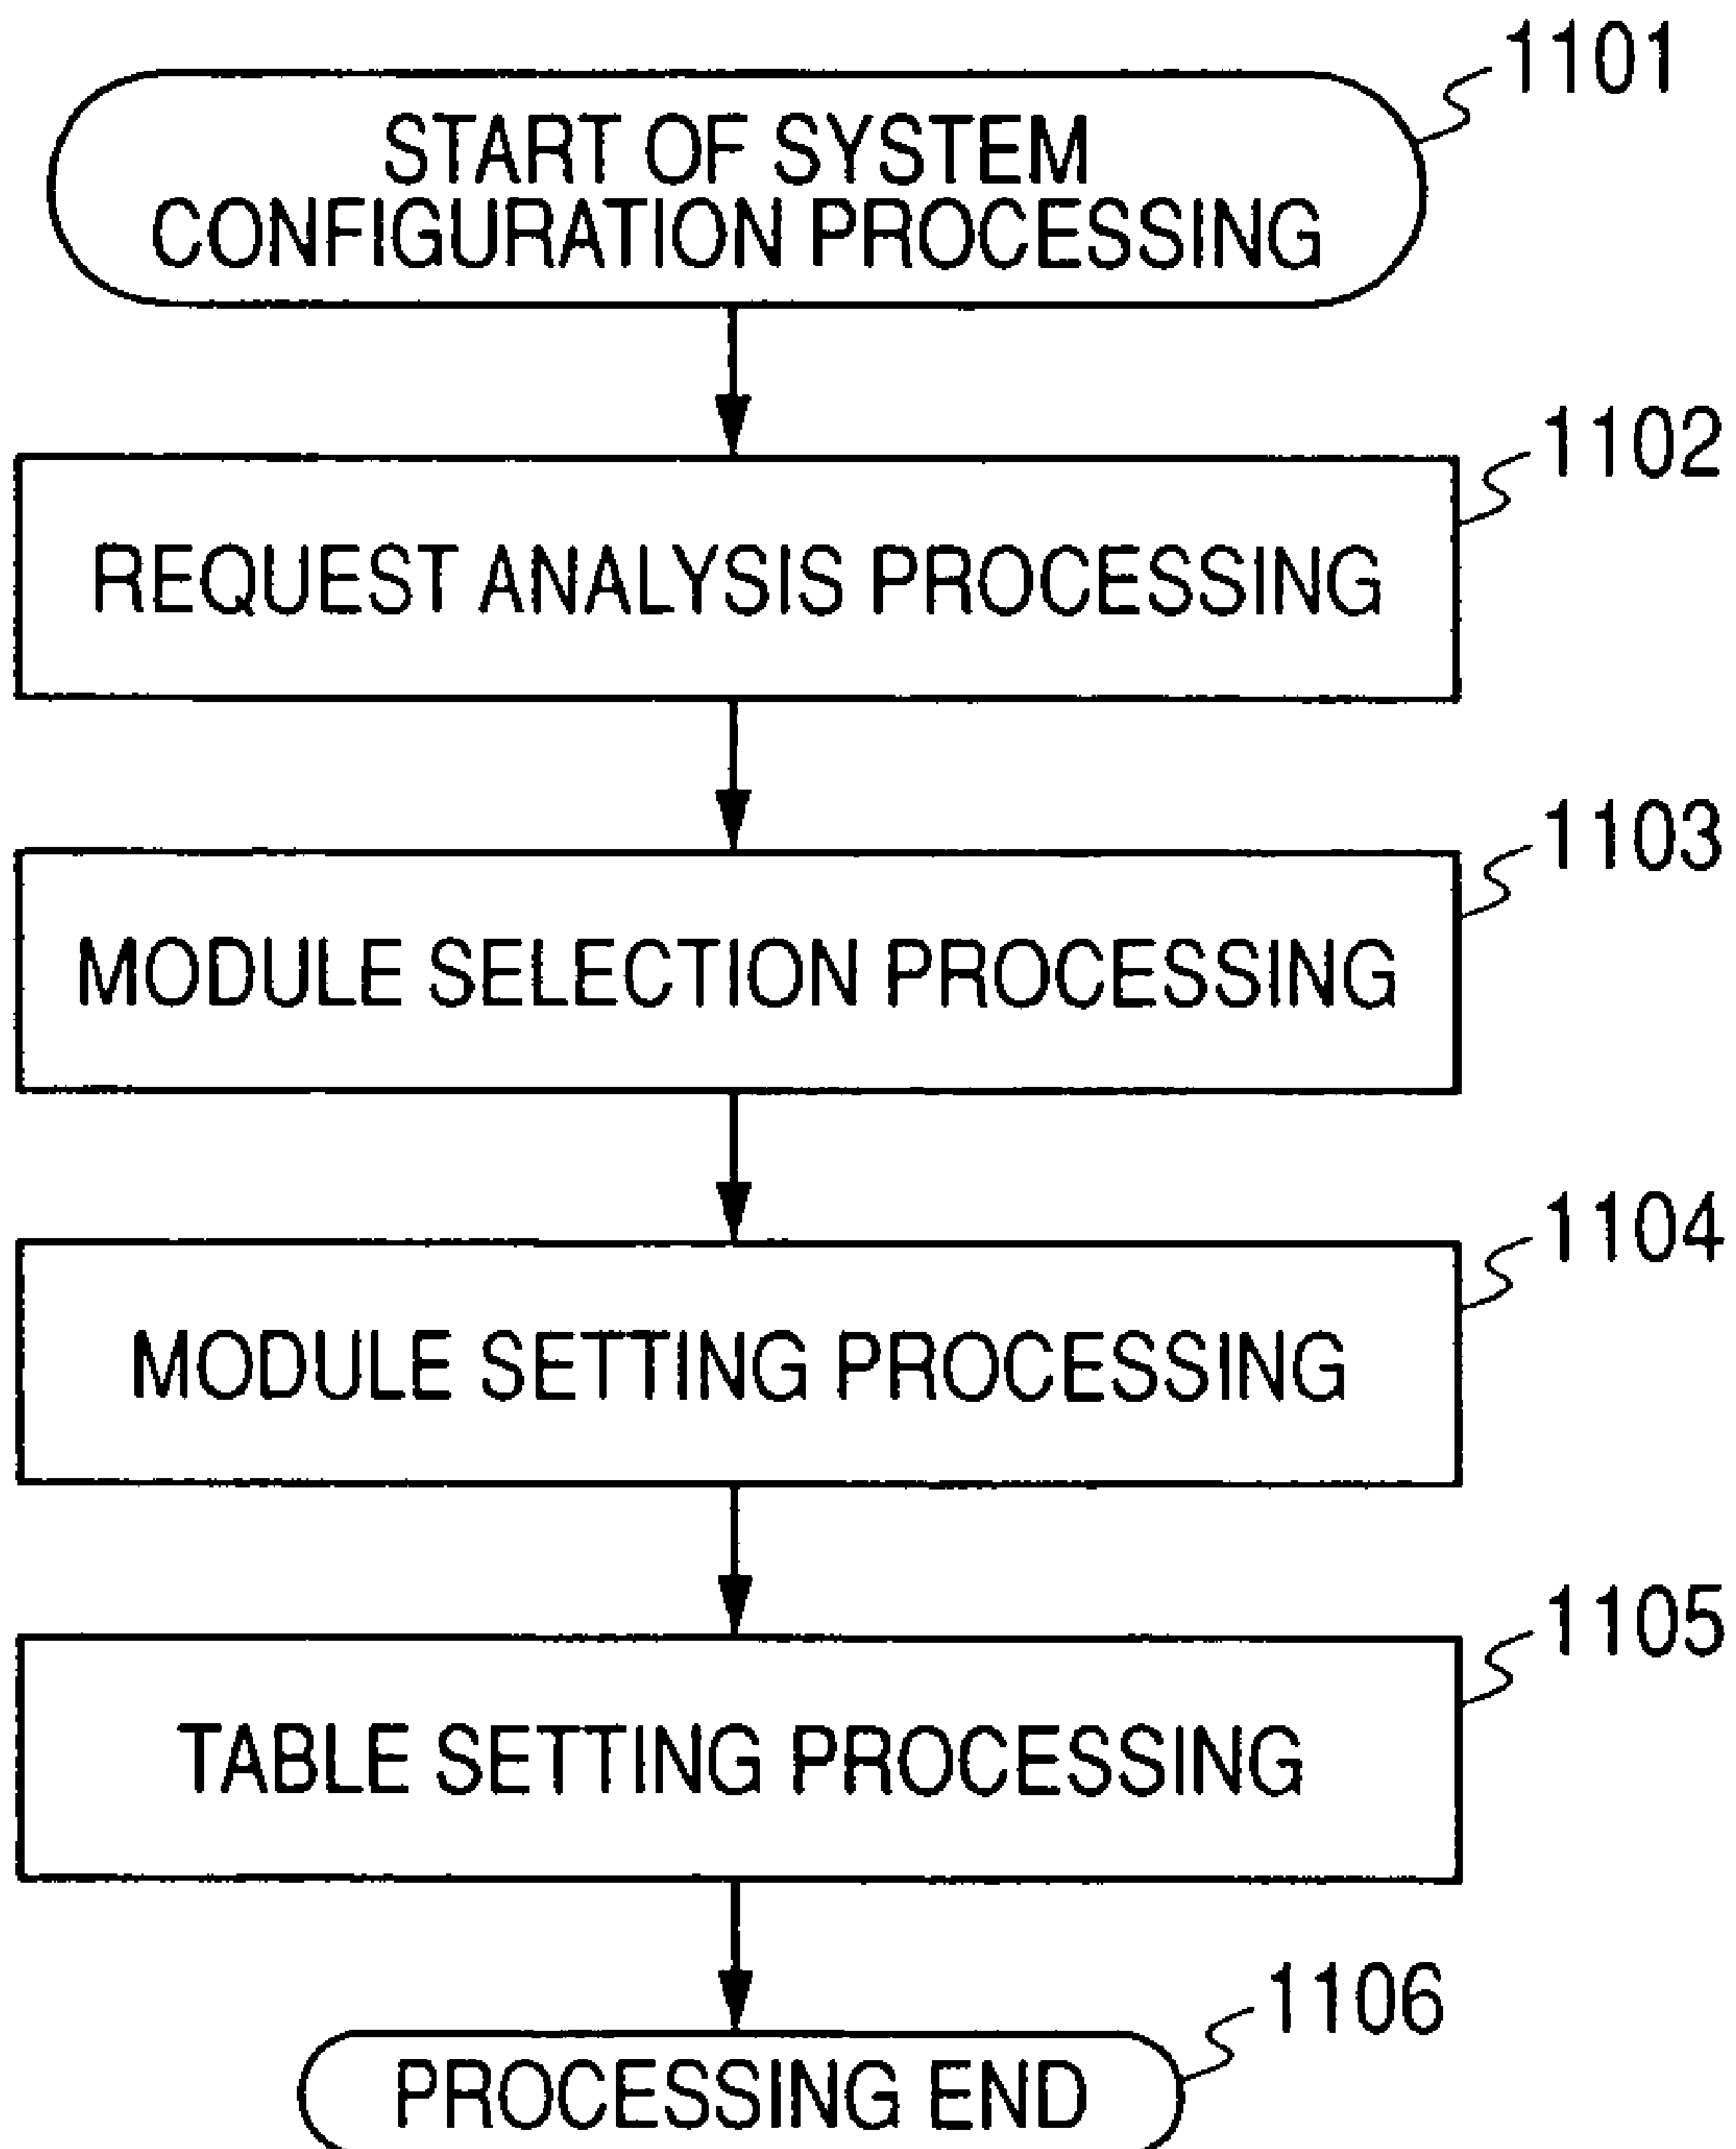 1101
START OF SYSTEM
CONFIGURATION PROCESSING
1102
REQUEST ANALYSIS PROCESSING
1103
MODULE SELECTION PROCESSING
1104
MODULE SETTING PROCESSING
1105
TABLE SETTING PROCESSING
1106
PROCESSING END